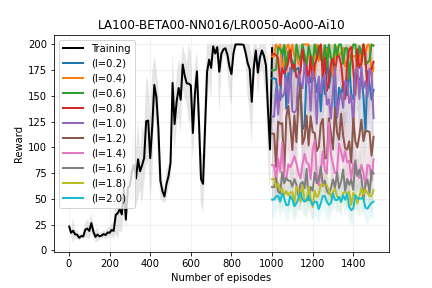 LA100-BETA00-NN016/LR0050-Ao00-Ai10
Reward
200
175
150
125
100
75
50
25
0
Training
(l=0.2)
(l=0.4)
(l=0.6)
(l=0.8)
(l=1.0)
(l=1.2)
(l=1.4)
(l=1.6)
(l=1.8)
(l=2.0)
0 200 400 600 800 1000 1200 1400
Number of episodes